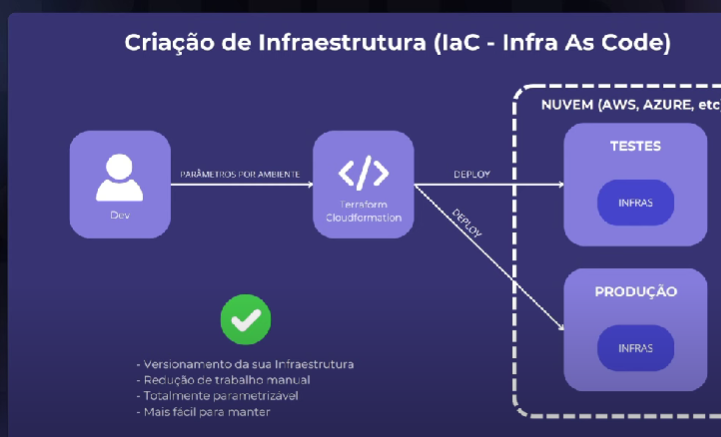 Criação de Infraestrutura (IaC - Infra As Code)
NUVEM (AWS, AZURE, etc
TESTES
INFRAS
PARÂMETROS POR AMBIENTE
DEPLOY
Dev
Terraform
Cloudformation
DEPLOY
PRODUÇÃO
INFRAS
- Versionamento da sua Infraestrutura
- Redução de trabalho manual
- Totalmente parametrizável
- Mais fácil para manter